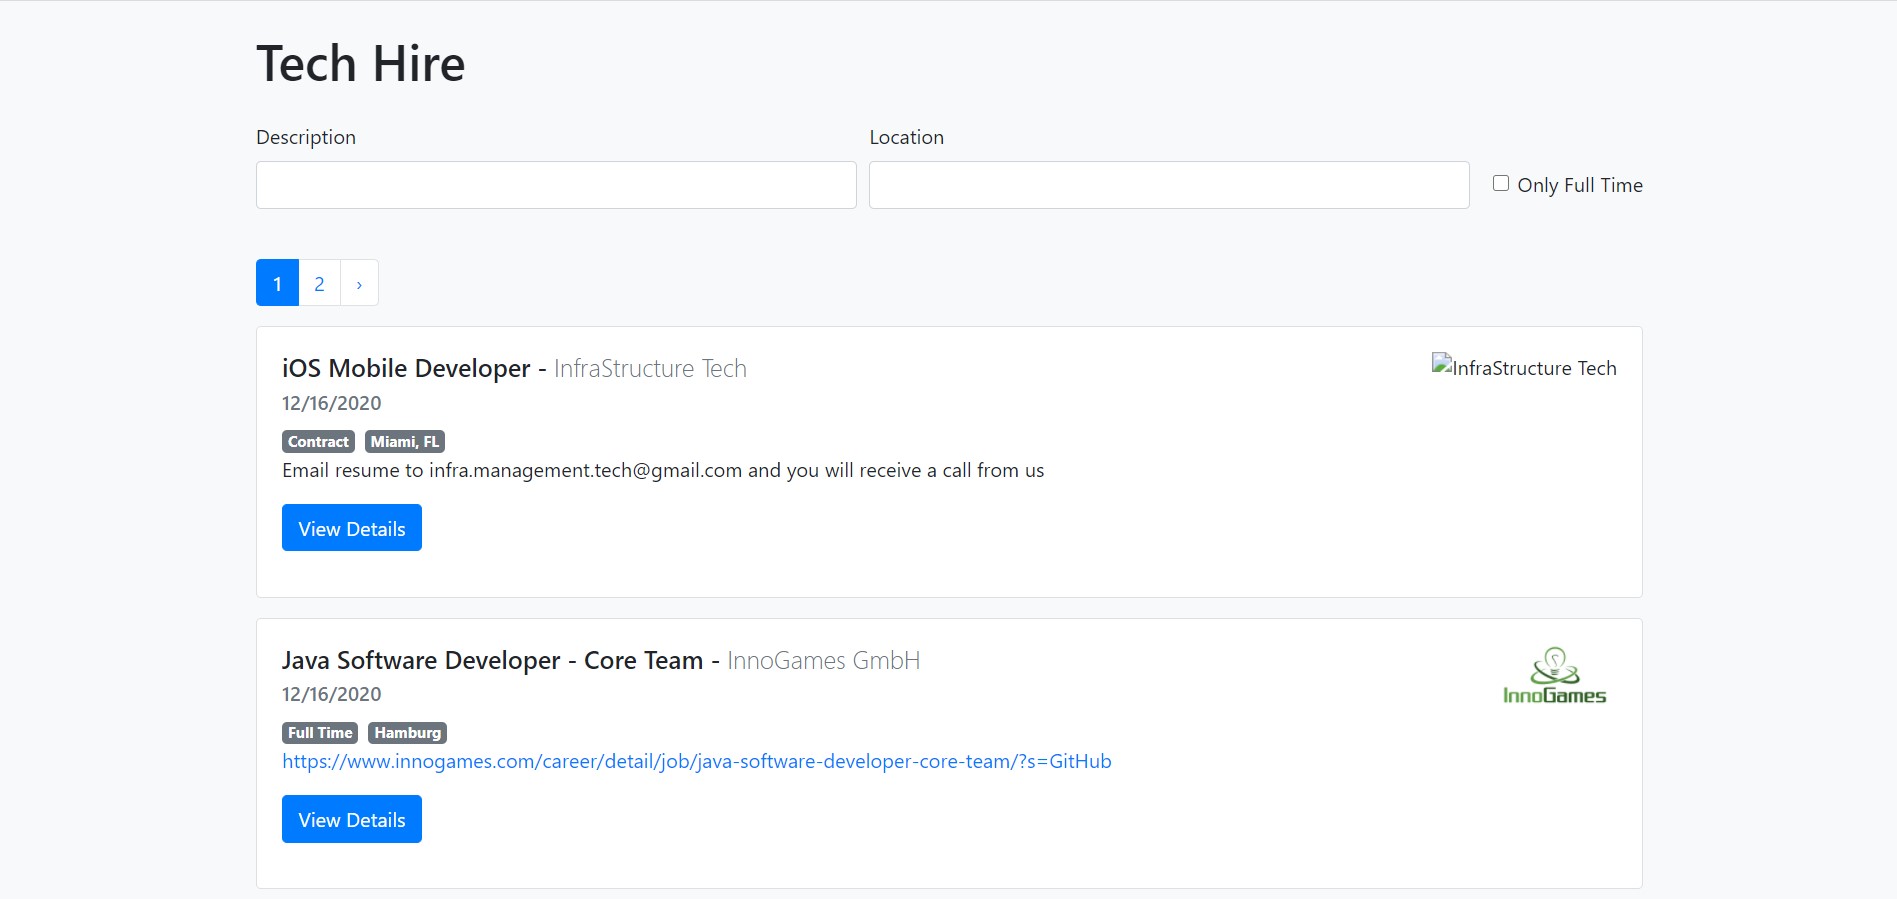 Tech Hire
Description
Location
Only Full Time
1 2 ›
iOS Mobile Developer - InfraStructure Tech
InfraStructure Tech
12/16/2020
Contract Miami, FL
Email resume to infra.management.tech@gmail.com and you will receive a call from us
View Details
Java Software Developer - Core Team - InnoGames GmbH
InnoGames
12/16/2020
Full Time Hamburg
https://www.innogames.com/career/detail/job/java-software-developer-core-team/?s=GitHub
View Details